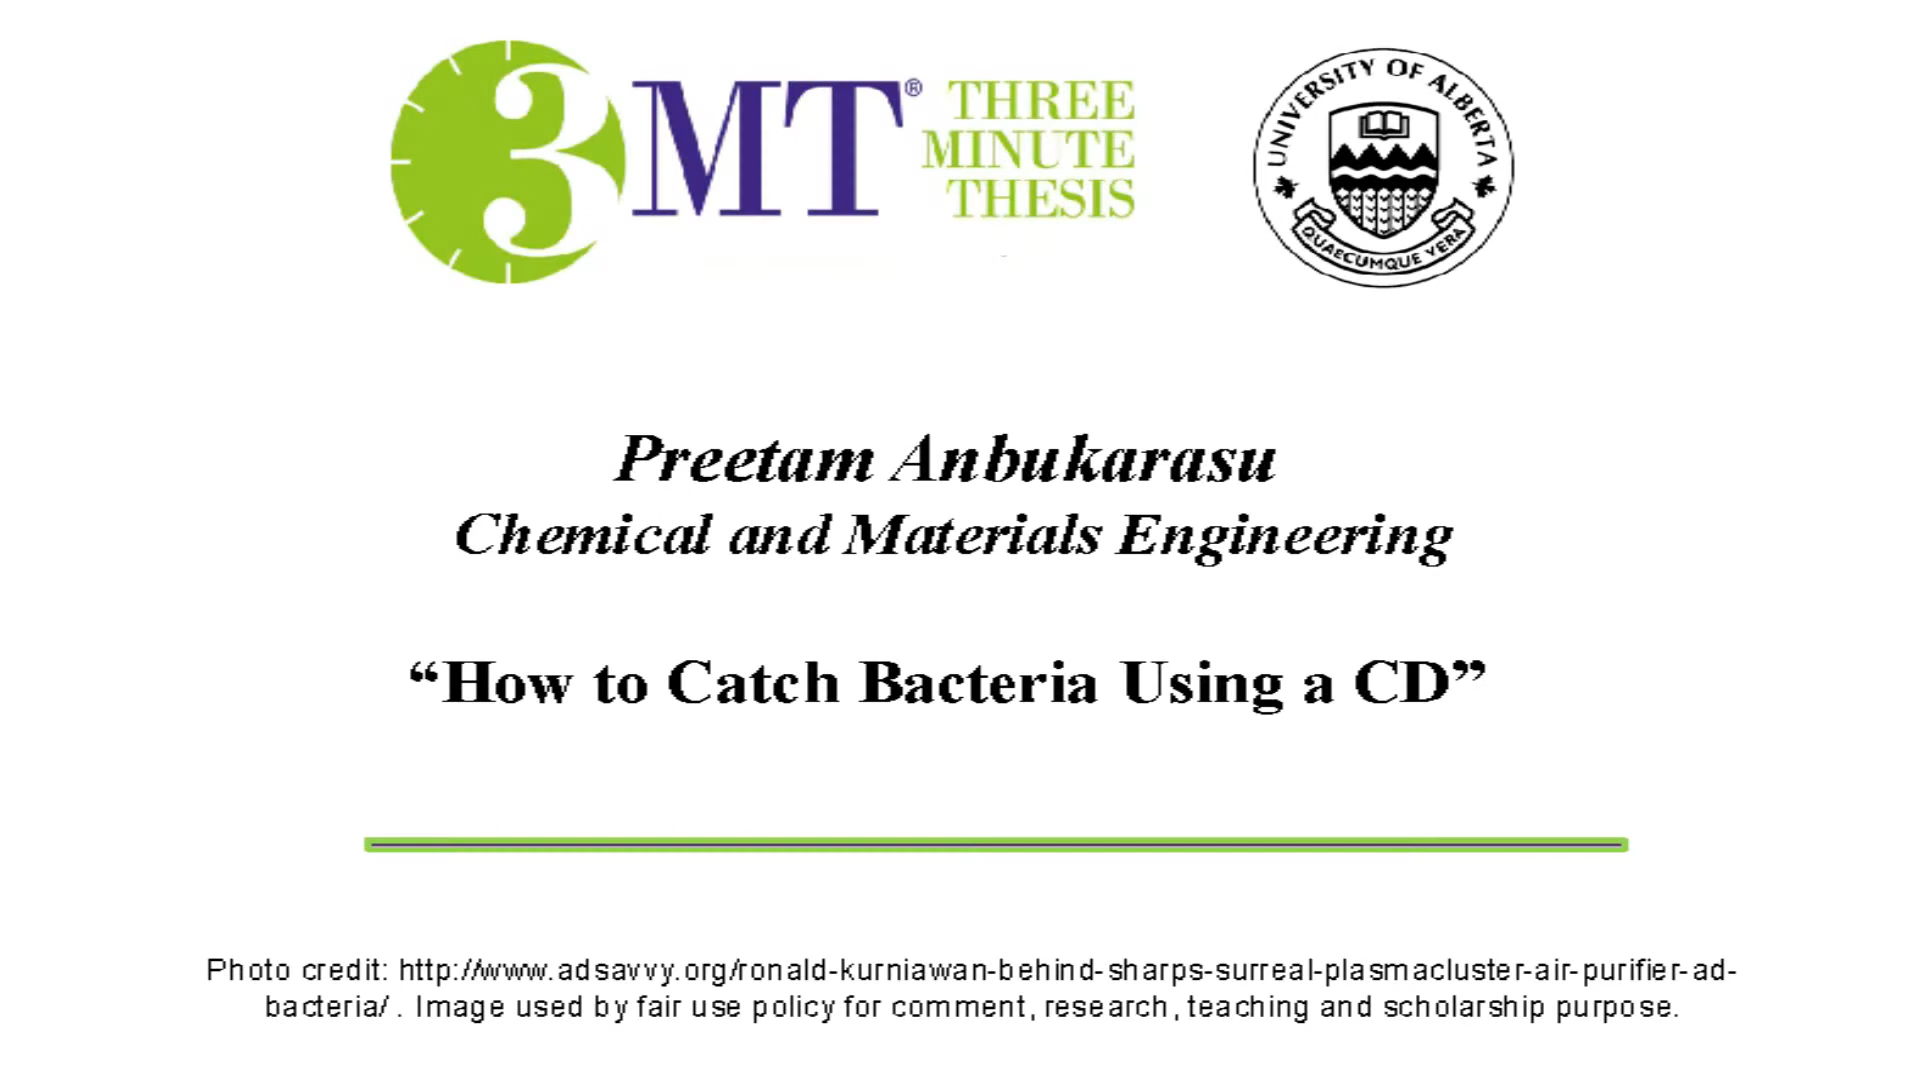 3MT® THREE
MINUTE
THESIS
UNIVERSITY OF ALBERTA
QUAECUMQUE VERA
Preetam Anbukarasu
Chemical and Materials Engineering
“How to Catch Bacteria Using a CD”
Photo credit: http://www.adsavvy.org/ronald-kurniawan-behind-sharps-surreal-plasmacluster-air-purifier-ad-
bacteria/ . Image used by fair use policy for comment, research, teaching and scholarship purpose.